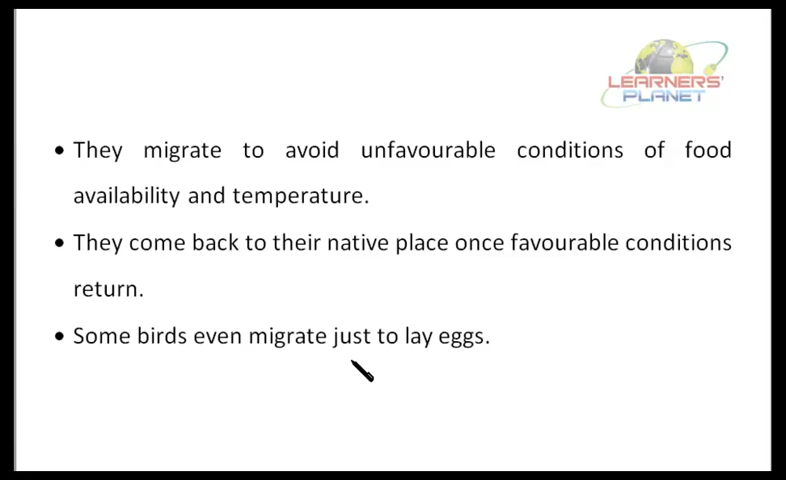 LEARNERS'
PLANET
• They migrate to avoid unfavourable conditions of food
availability and temperature.
• They come back to their native place once favourable conditions
return.
• Some birds even migrate just to lay eggs.